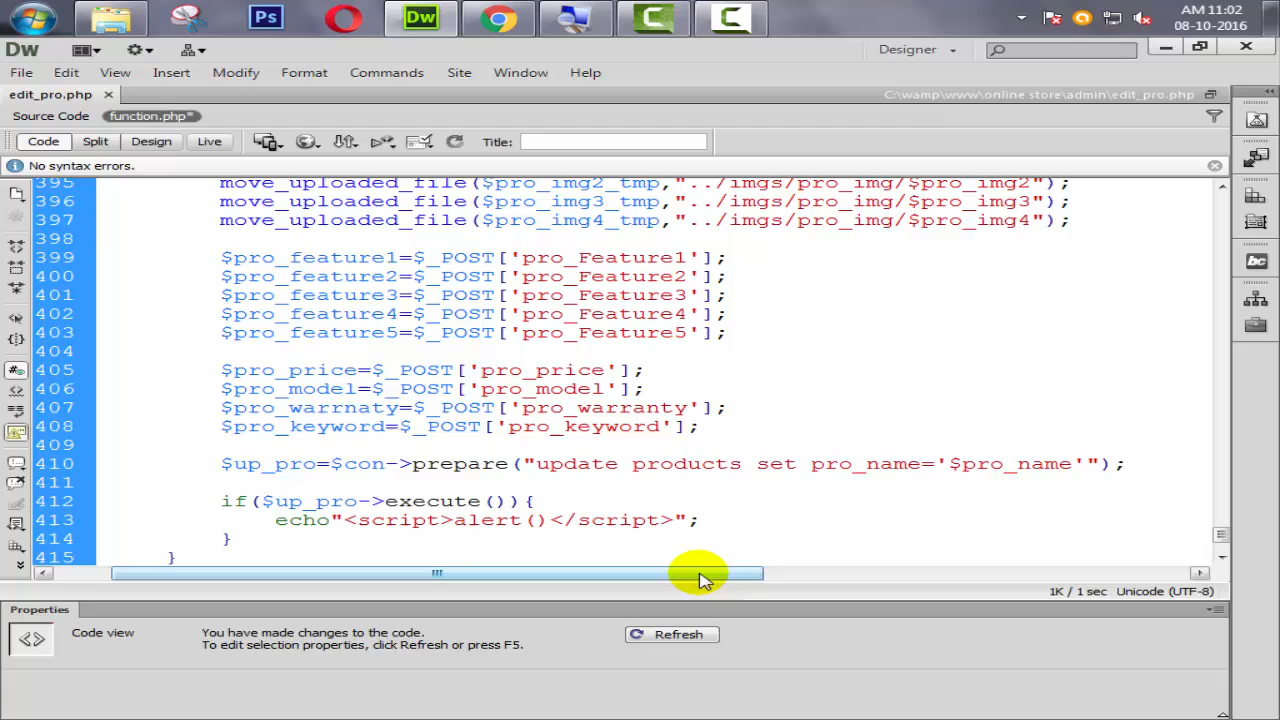 Ps
Dw
AM 11:02
08-10-2016
Dw
Designer
File Edit View Insert Modify Format Commands Site Window Help
edit_pro.php
C:\wamp\www\online store\admin\edit_pro.php
Source Code function.php*
Code Split Design Live Title:
No syntax errors.
395 move_uploaded_file($pro_img2_tmp,"../imgs/pro_img/$pro_img2");
396 move_uploaded_file($pro_img3_tmp,"../imgs/pro_img/$pro_img3");
397 move_uploaded_file($pro_img4_tmp,"../imgs/pro_img/$pro_img4");
398
399 $pro_feature1=$_POST['pro_Feature1'];
400 $pro_feature2=$_POST['pro_Feature2'];
401 $pro_feature3=$_POST['pro_Feature3'];
402 $pro_feature4=$_POST['pro_Feature4'];
403 $pro_feature5=$_POST['pro_Feature5'];
404
405 $pro_price=$_POST['pro_price'];
406 $pro_model=$_POST['pro_model'];
407 $pro_warrnaty=$_POST['pro_warranty'];
408 $pro_keyword=$_POST['pro_keyword'];
409
410 $up_pro=$con->prepare("update products set pro_name='$pro_name'");
411
412 if($up_pro->execute()){
413 echo"<script>alert()</script>";
414 }
415 }
1K / 1 sec Unicode (UTF-8)
Properties
Code view You have made changes to the code. Refresh
To edit selection properties, click Refresh or press F5.